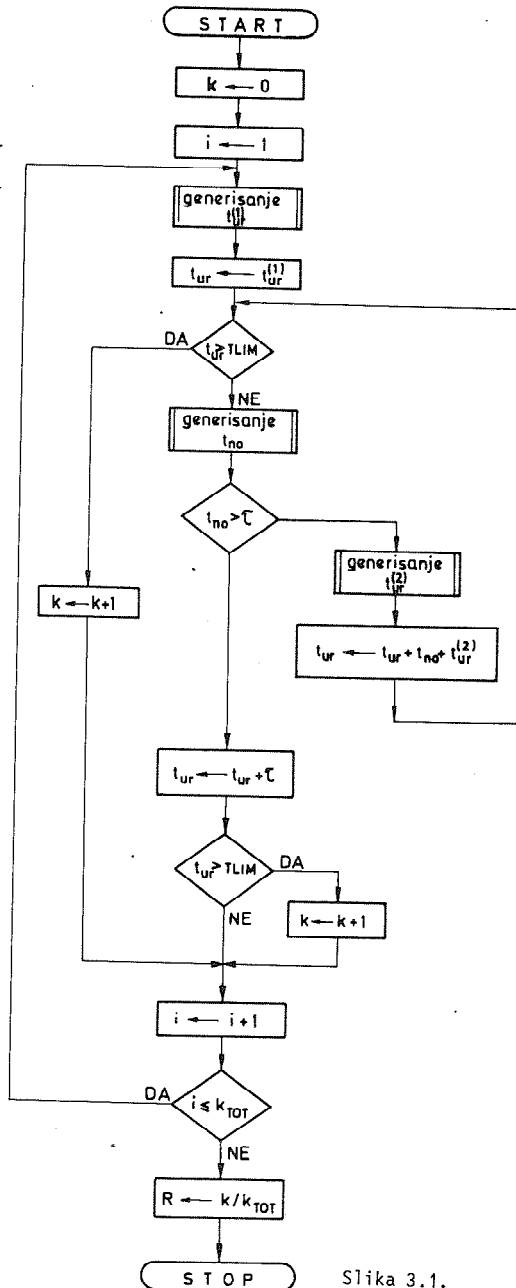 START
k ← 0
i ← 1
generisanje
t_ur^(1)
t_ur ← t_ur^(1)
DA
t_ur > TLIM
NE
generisanje
t_no
t_no > τ
generisanje
t_ur^(2)
k ← k+1
t_ur ← t_ur + t_no + t_ur^(2)
t_ur ← t_ur + τ
t_ur > TLIM
DA
NE
k ← k+1
i ← i+1
DA
i ≤ k_TOT
NE
R ← k/k_TOT
STOP
Slika 3.1.